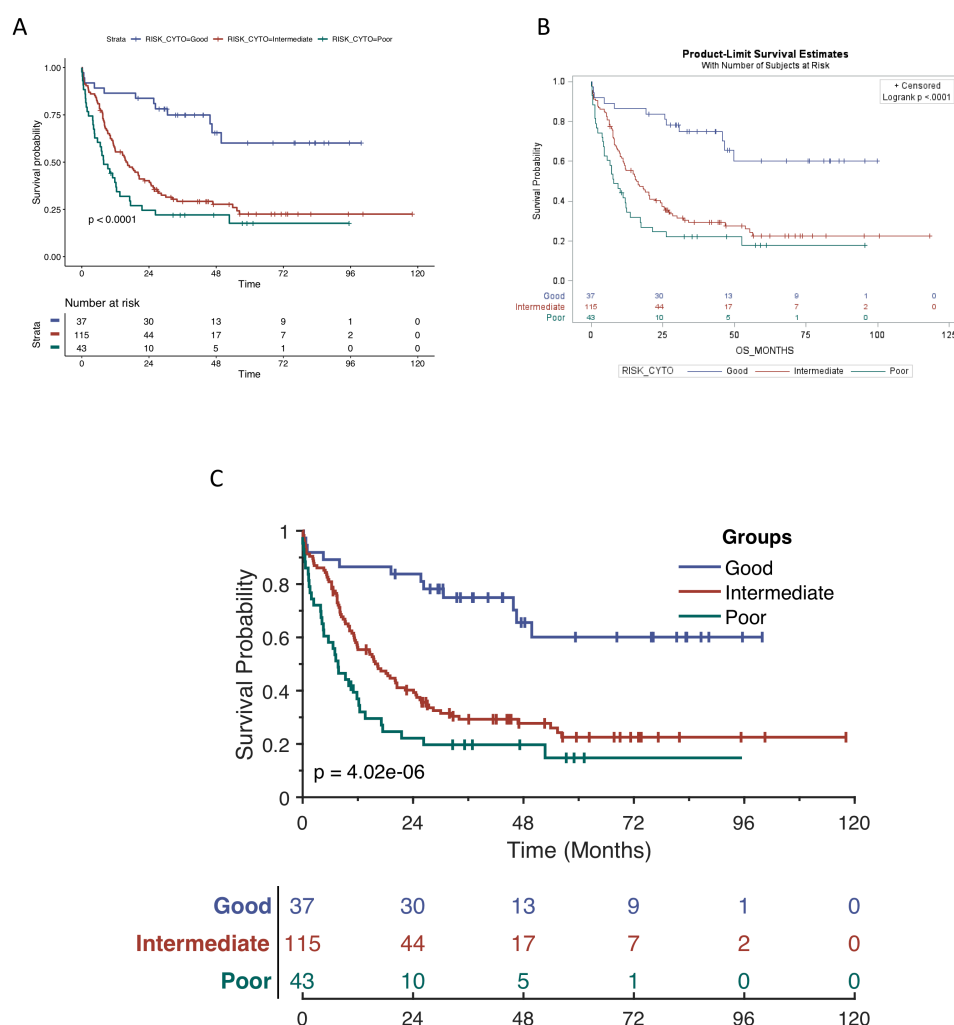 A
Strata RISK_CYTO=Good RISK_CYTO=Intermediate RISK_CYTO=Poor
Survival probability
1.00
0.75
0.50
0.25
0.00
p < 0.0001
0 24 48 72 96 120
Time
Number at risk
Strata
37 30 13 9 1 0
115 44 17 7 2 0
43 10 5 1 0 0
0 24 48 72 96 120
Time
B
Product-Limit Survival Estimates
With Number of Subjects at Risk
+ Censored
Logrank p <.0001
Survival Probability
1.0
0.8
0.6
0.4
0.2
0.0
Good 37 30 13 9 1 0
Intermediate 115 44 17 7 2 0
Poor 43 10 5 1 0
0 25 50 75 100 125
OS_MONTHS
RISK_CYTO Good Intermediate Poor
C
Groups
Good
Intermediate
Poor
Survival Probability
1
0.8
0.6
0.4
0.2
0
p = 4.02e-06
0 24 48 72 96 120
Time (Months)
Good 37 30 13 9 1 0
Intermediate 115 44 17 7 2 0
Poor 43 10 5 1 0 0
0 24 48 72 96 120